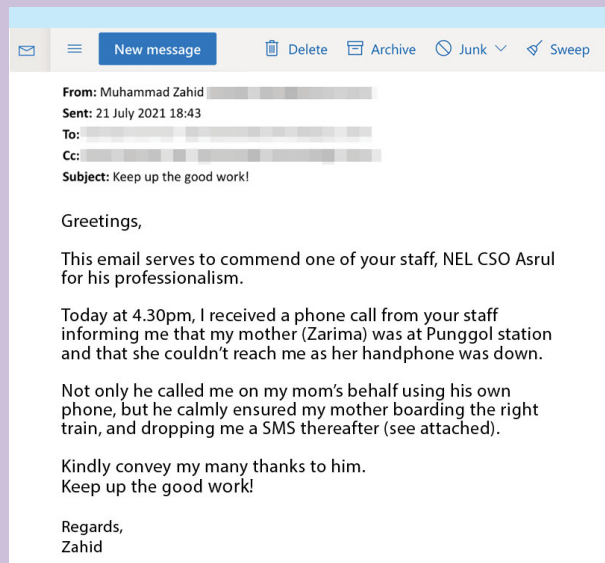 New message Delete Archive Junk Sweep
From: Muhammad Zahid
Sent: 21 July 2021 18:43
To:
Cc:
Subject: Keep up the good work!
Greetings,
This email serves to commend one of your staff, NEL CSO Asrul
for his professionalism.
Today at 4.30pm, I received a phone call from your staff
informing me that my mother (Zarima) was at Punggol station
and that she couldn’t reach me as her handphone was down.
Not only he called me on my mom’s behalf using his own
phone, but he calmly ensured my mother boarding the right
train, and dropping me a SMS thereafter (see attached).
Kindly convey my many thanks to him.
Keep up the good work!
Regards,
Zahid